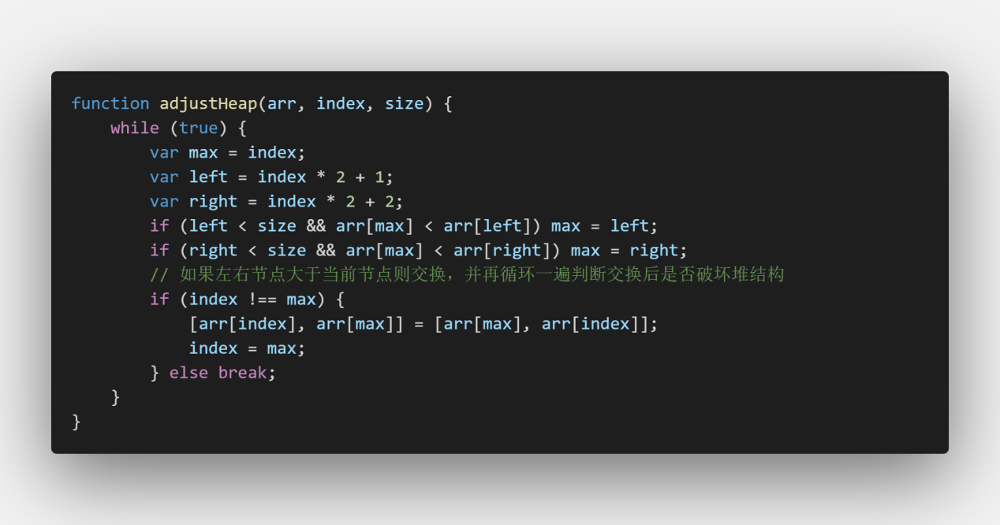 function adjustHeap(arr, index, size) {
    while (true) {
        var max = index;
        var left = index * 2 + 1;
        var right = index * 2 + 2;
        if (left < size && arr[max] < arr[left]) max = left;
        if (right < size && arr[max] < arr[right]) max = right;
        // 如果左右节点大于当前节点则交换，并再循环一遍判断交换后是否破坏堆结构
        if (index !== max) {
            [arr[index], arr[max]] = [arr[max], arr[index]];
            index = max;
        } else break;
    }
}